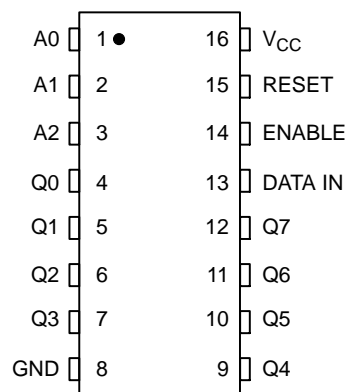 A0 1 16 VCC
A1 2 15 RESET
A2 3 14 ENABLE
Q0 4 13 DATA IN
Q1 5 12 Q7
Q2 6 11 Q6
Q3 7 10 Q5
GND 8 9 Q4